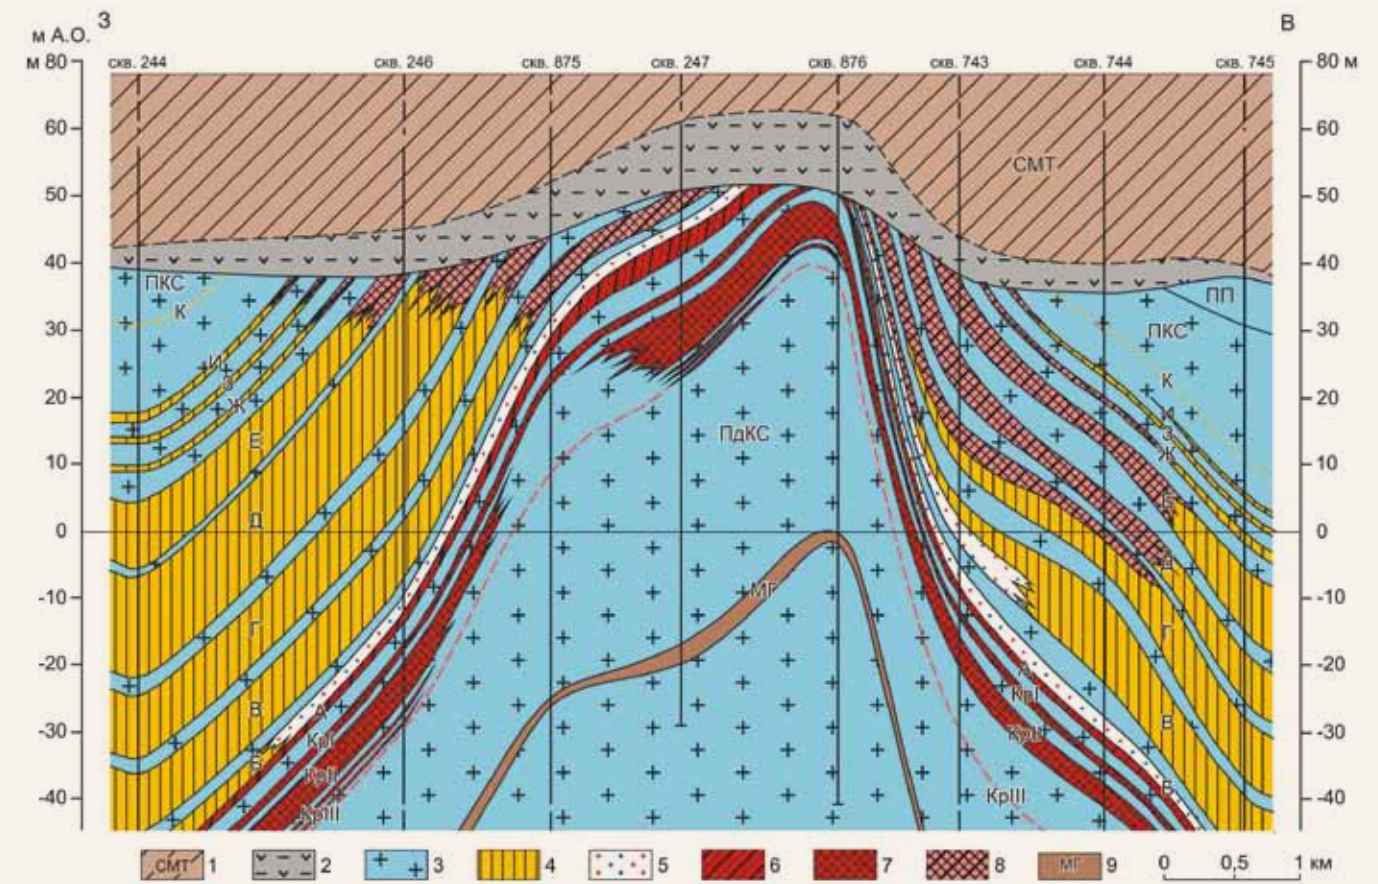 З В
м А.О.
м 80 скв. 244 скв. 246 скв. 875 скв. 247 скв. 876 скв. 743 скв. 744 скв. 745 80 м
60 СМТ 60
50 50
40 40
ПКС ПП
К ПКС
30 30
И К
20 З 20
Ж И
Е ПдКС З
10 Ж 10
Е
Д
0 0
Д
МГ
-10 -10
Г Г
-20 -20
А
В КрI В
-30 А КрII -30
КрI
Б
КрII Б
-40 КрIII КрIII -40
СМТ 1 2 3 4 5 6 7 8 МГ 9 0 0,5 1 км